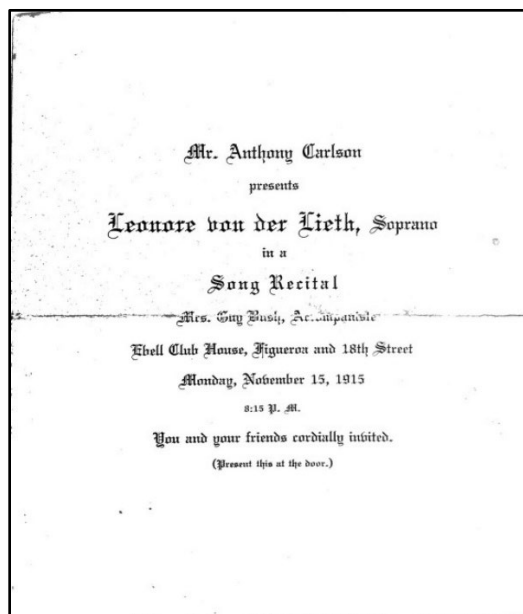 Mr. Anthony Carlson
presents
Leonore von der Lieth, Soprano
in a
Song Recital
Mrs. Guy Bush, Accompaniste
Ebell Club House, Figueroa and 18th Street
Monday, November 15, 1915
8:15 P. M.
You and your friends cordially invited.
(Present this at the door.)